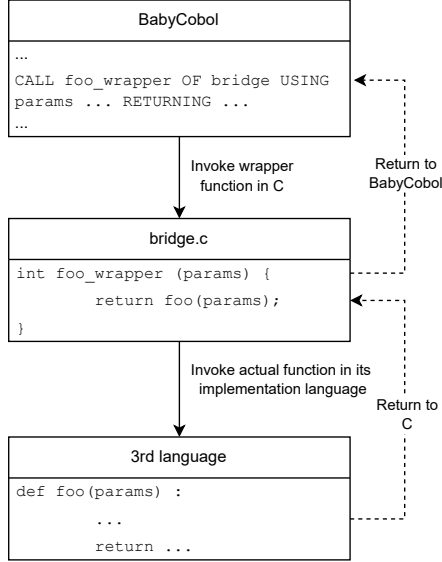 BabyCobol
...
CALL foo_wrapper OF bridge USING
params ... RETURNING ...
...
Invoke wrapper
function in C
Return to
BabyCobol
bridge.c
int foo_wrapper (params) {
return foo(params);
}
Invoke actual function in its
implementation language
Return to
C
3rd language
def foo(params) :
...
return ...